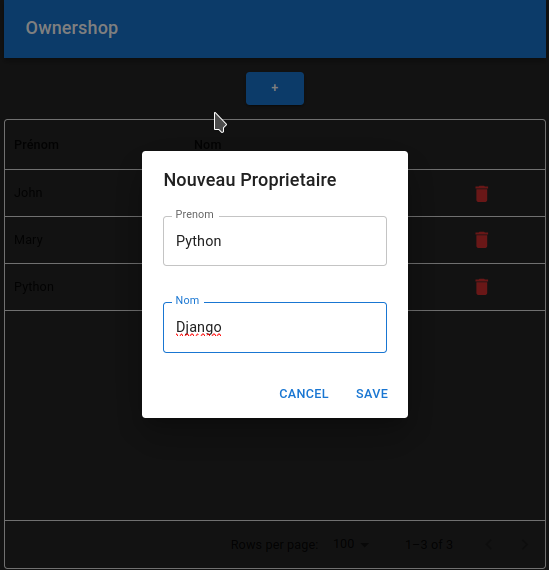 Ownershop
+
Prénom Nom
John
Mary
Python
Nouveau Proprietaire
Prenom
Python
Nom
Django
CANCEL SAVE
Rows per page: 100 1–3 of 3